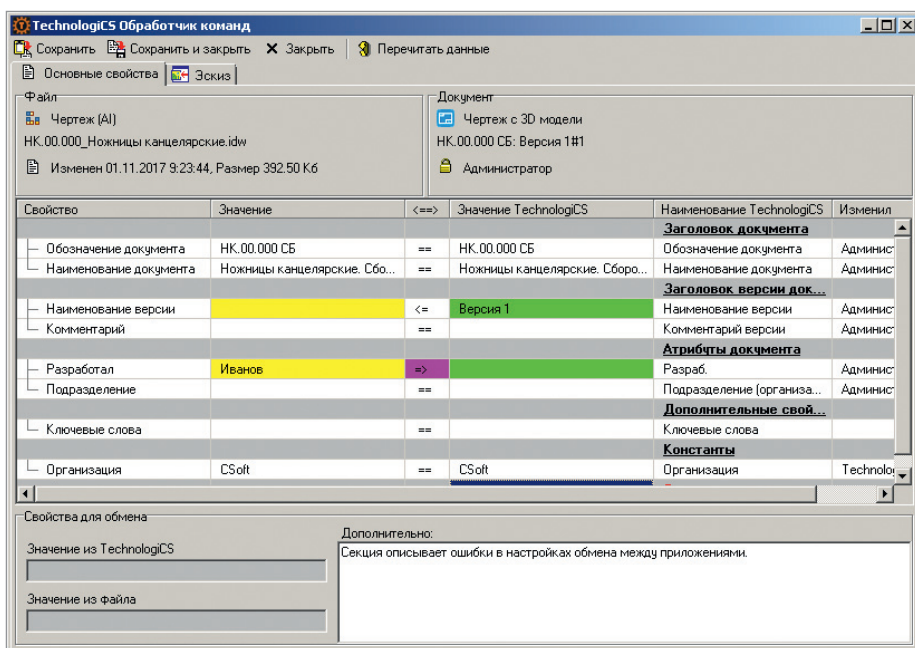 TechnologiCS Обработчик команд
Сохранить Сохранить и закрыть Закрыть Перечитать данные
Основные свойства Эскиз
Файл
Чертеж (AI)
НК.00.000_Ножницы канцелярские.idw
Изменен 01.11.2017 9:23:44, Размер 392.50 Кб
Документ
Чертеж с 3D модели
НК.00.000 СБ: Версия 1#1
Администратор
Свойство Значение <==> Значение TechnologiCS Наименование TechnologiCS Изменил
Заголовок документа
Обозначение документа НК.00.000 СБ == НК.00.000 СБ Обозначение документа Админис
Наименование документа Ножницы канцелярские. Сбо... == Ножницы канцелярские. Сборо... Наименование документа Админис
Заголовок версии док...
Наименование версии <= Версия 1 Наименование версии Админис
Комментарий == Комментарий версии Админис
Атрибуты документа
Разработал Иванов => Разраб. Админис
Подразделение == Подразделение (организа... Админис
Дополнительные свой...
Ключевые слова == Ключевые слова
Константы
Организация CSoft == CSoft Организация Technolo
Свойства для обмена
Значение из TechnologiCS
Значение из файла
Дополнительно:
Секция описывает ошибки в настройках обмена между приложениями.